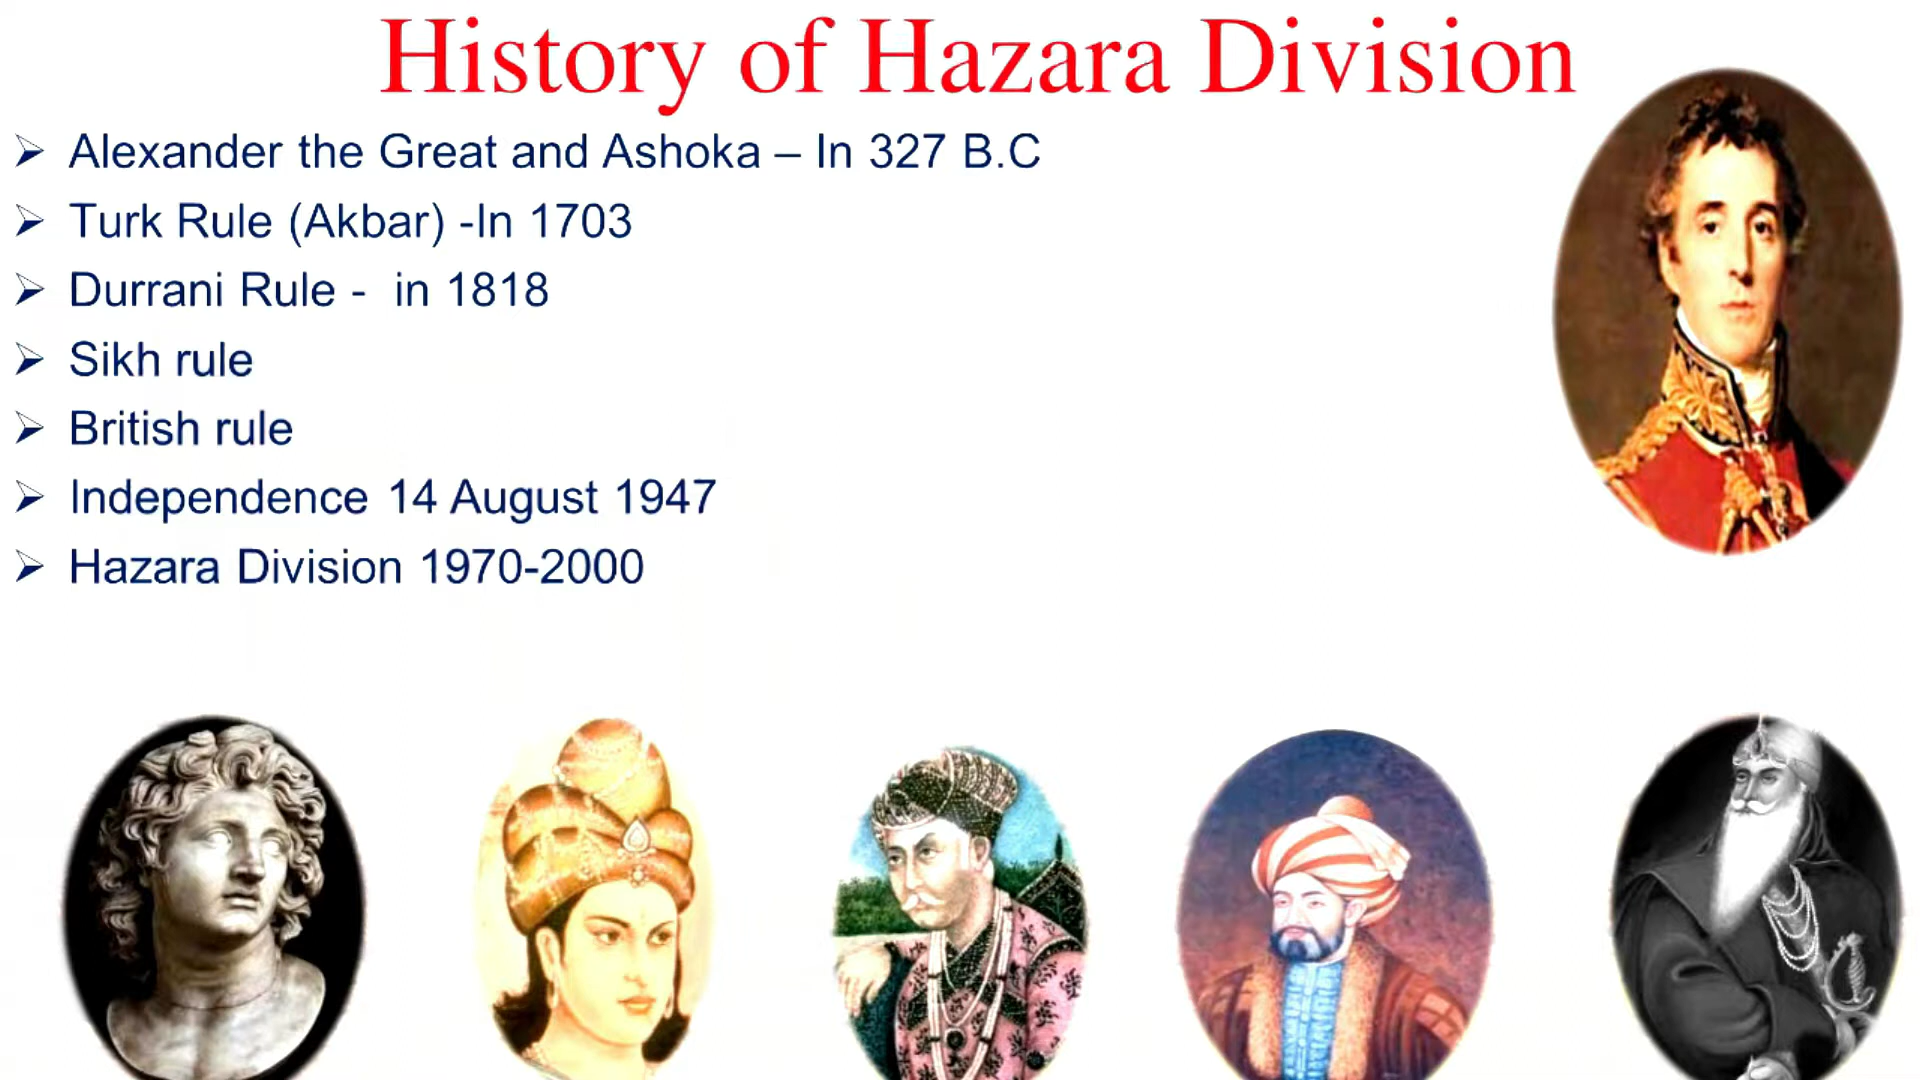 History of Hazara Division
➢ Alexander the Great and Ashoka – In 327 B.C
➢ Turk Rule (Akbar) -In 1703
➢ Durrani Rule -  in 1818
➢ Sikh rule
➢ British rule
➢ Independence 14 August 1947
➢ Hazara Division 1970-2000